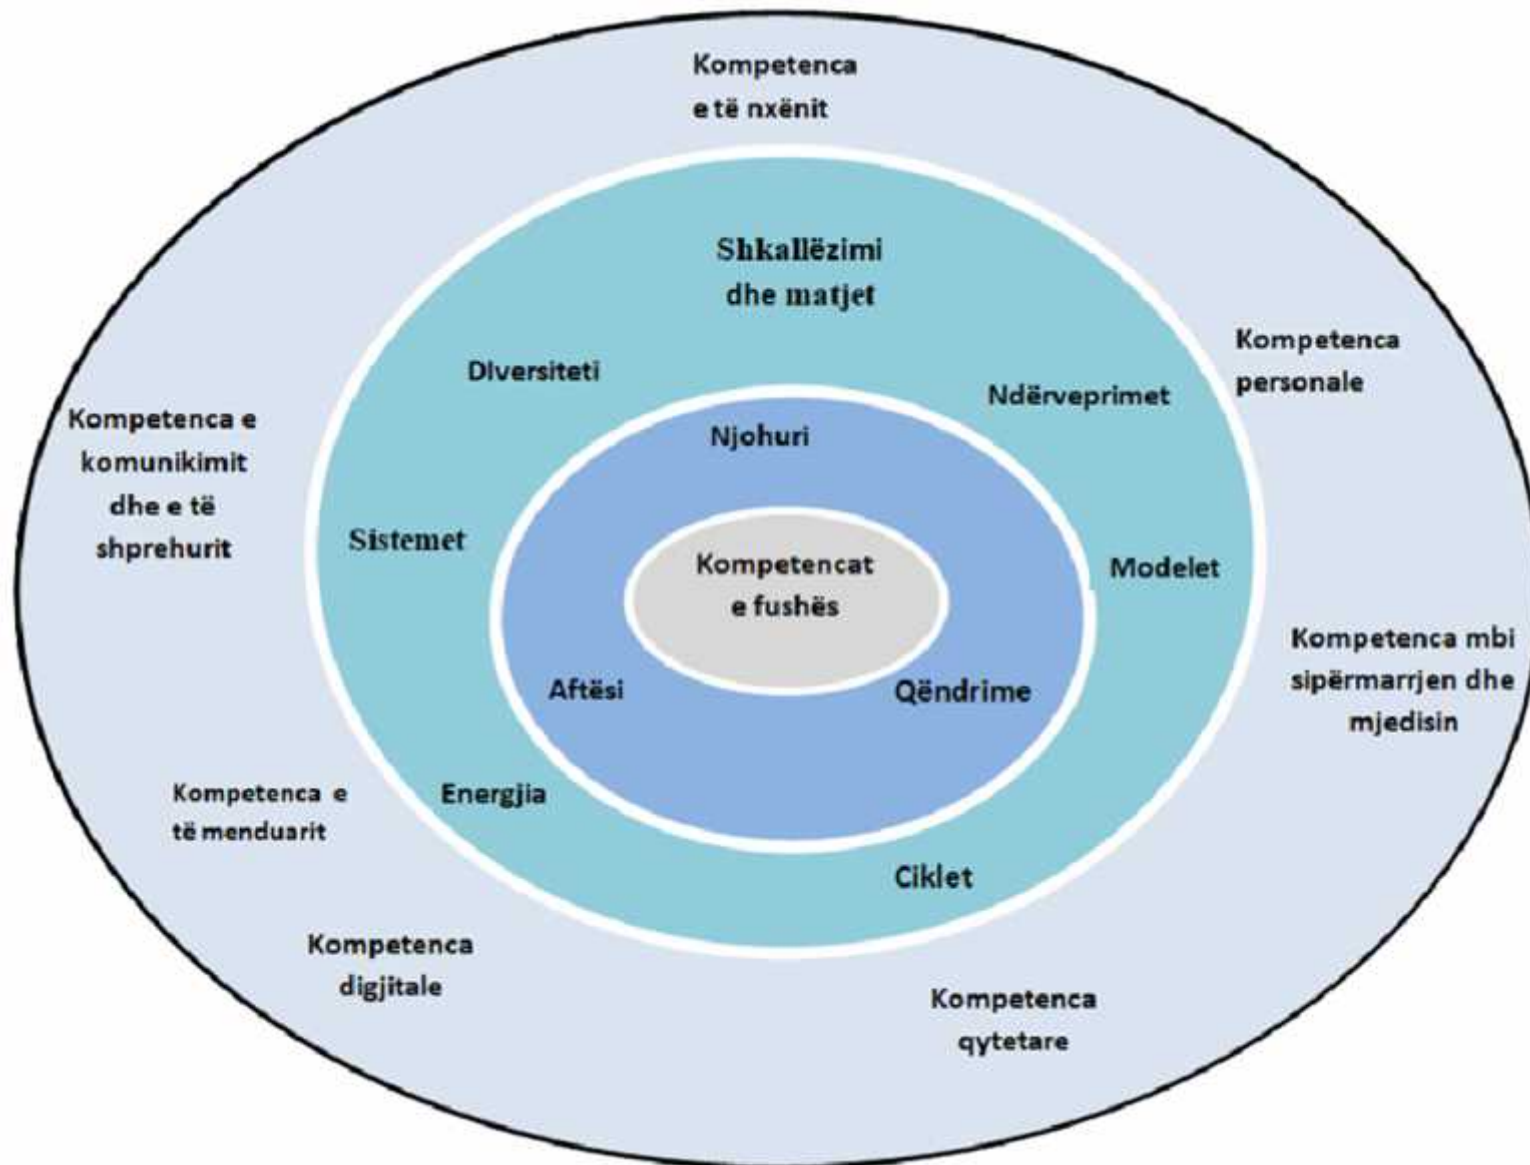 Kompetenca
e të nxënit
Shkallëzimi
dhe matjet
Diversiteti
Ndërveprimet
Kompetenca
personale
Kompetenca e
komunikimit
dhe e të
shprehurit
Njohuri
Sistemet
Kompetencat
e fushës
Modelet
Kompetenca mbi
sipërmarrjen dhe
mjedisin
Aftësi
Qëndrime
Kompetenca e
të menduarit
Energjia
Ciklet
Kompetenca
digjitale
Kompetenca
qytetare